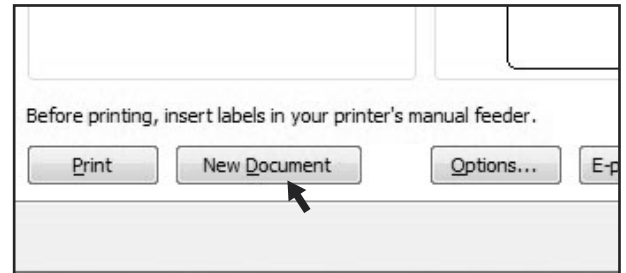 Before printing, insert labels in your printer's manual feeder.
Print New Document Options... E-p